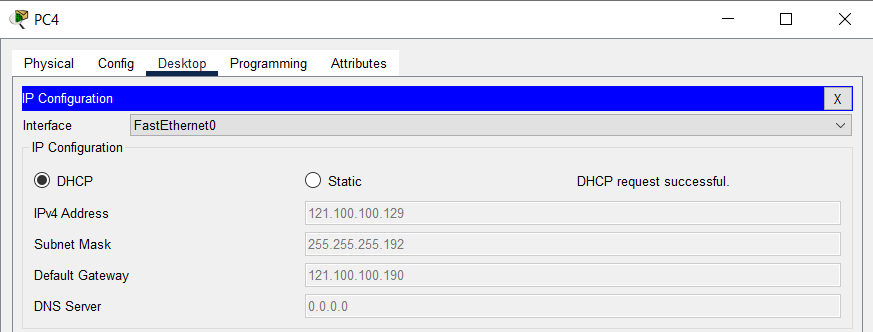 PC4
Physical Config Desktop Programming Attributes
IP Configuration X
Interface FastEthernet0
IP Configuration
DHCP Static DHCP request successful.
IPv4 Address 121.100.100.129
Subnet Mask 255.255.255.192
Default Gateway 121.100.100.190
DNS Server 0.0.0.0